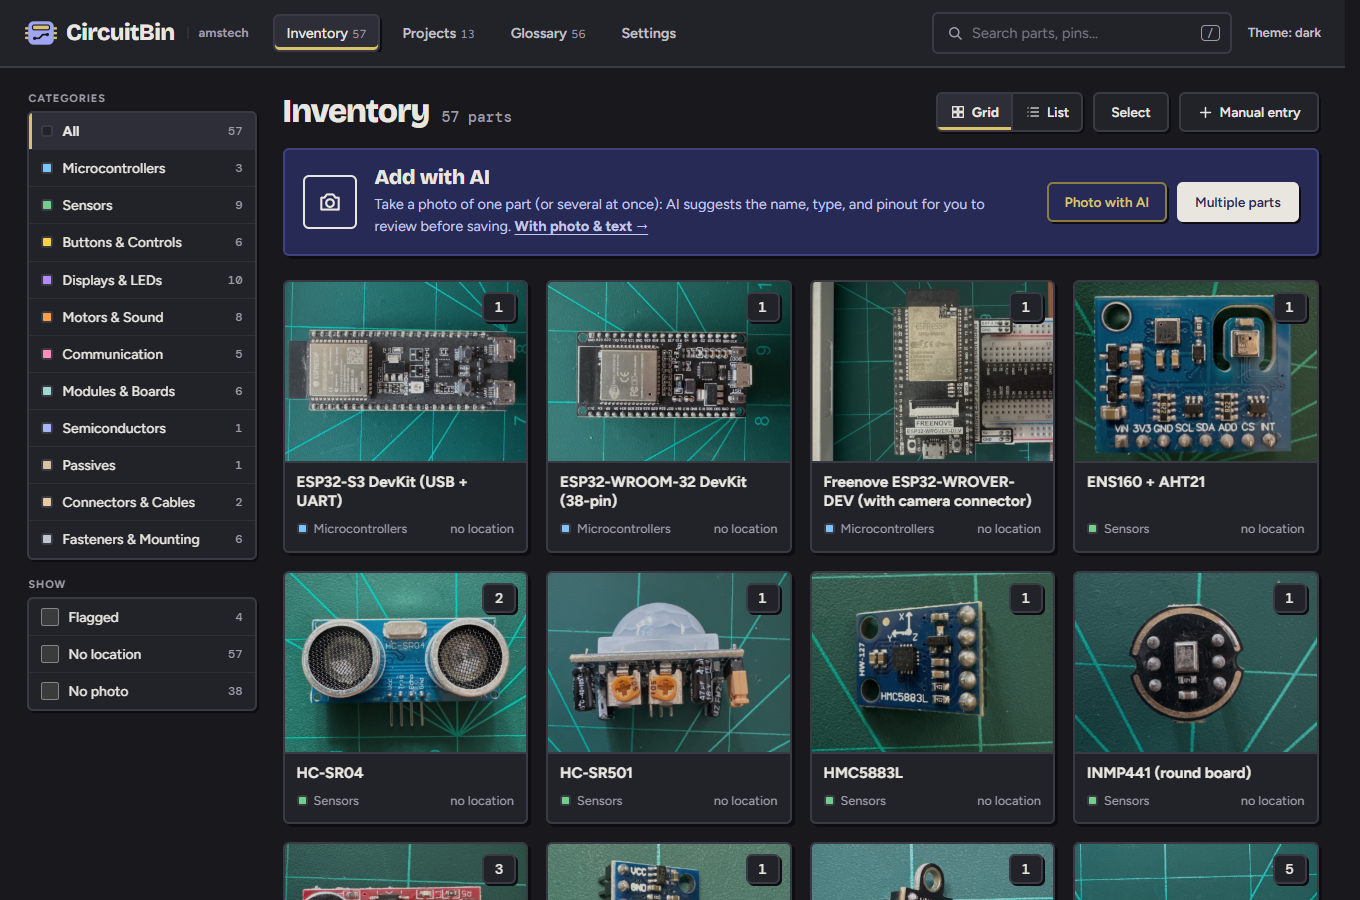 CircuitBin
amstech
Inventory 57
Projects 13
Glossary 56
Settings
Search parts, pins...
/
Theme: dark
CATEGORIES
All 57
Microcontrollers 3
Sensors 9
Buttons & Controls 6
Displays & LEDs 10
Motors & Sound 8
Communication 5
Modules & Boards 6
Semiconductors 1
Passives 1
Connectors & Cables 2
Fasteners & Mounting 6
SHOW
Flagged 4
No location 57
No photo 38
Inventory 57 parts
Grid
List
Select
+ Manual entry
Add with AI
Take a photo of one part (or several at once): AI suggests the name, type, and pinout for you to
review before saving. With photo & text →
Photo with AI
Multiple parts
1
ESP32-S3 DevKit (USB +
UART)
Microcontrollers
no location
1
9
8
ESP32-WROOM-32 DevKit
(38-pin)
Microcontrollers
no location
1
FREENOVE
ESP32-WROVER-DEV
Freenove ESP32-WROVER-
DEV (with camera connector)
Microcontrollers
no location
1
VIN 3V3 GND SCL SDA ADD CS INT
ENS160 + AHT21
Sensors
no location
2
HC-SR04
HC-SR04
Sensors
no location
1
HC-SR501
Sensors
no location
1
X
Y
Z
HW-127
HMC5883L
HMC5883L
Sensors
no location
1
INMP441 (round board)
Sensors
no location
3
1
VCC
GND
1
5